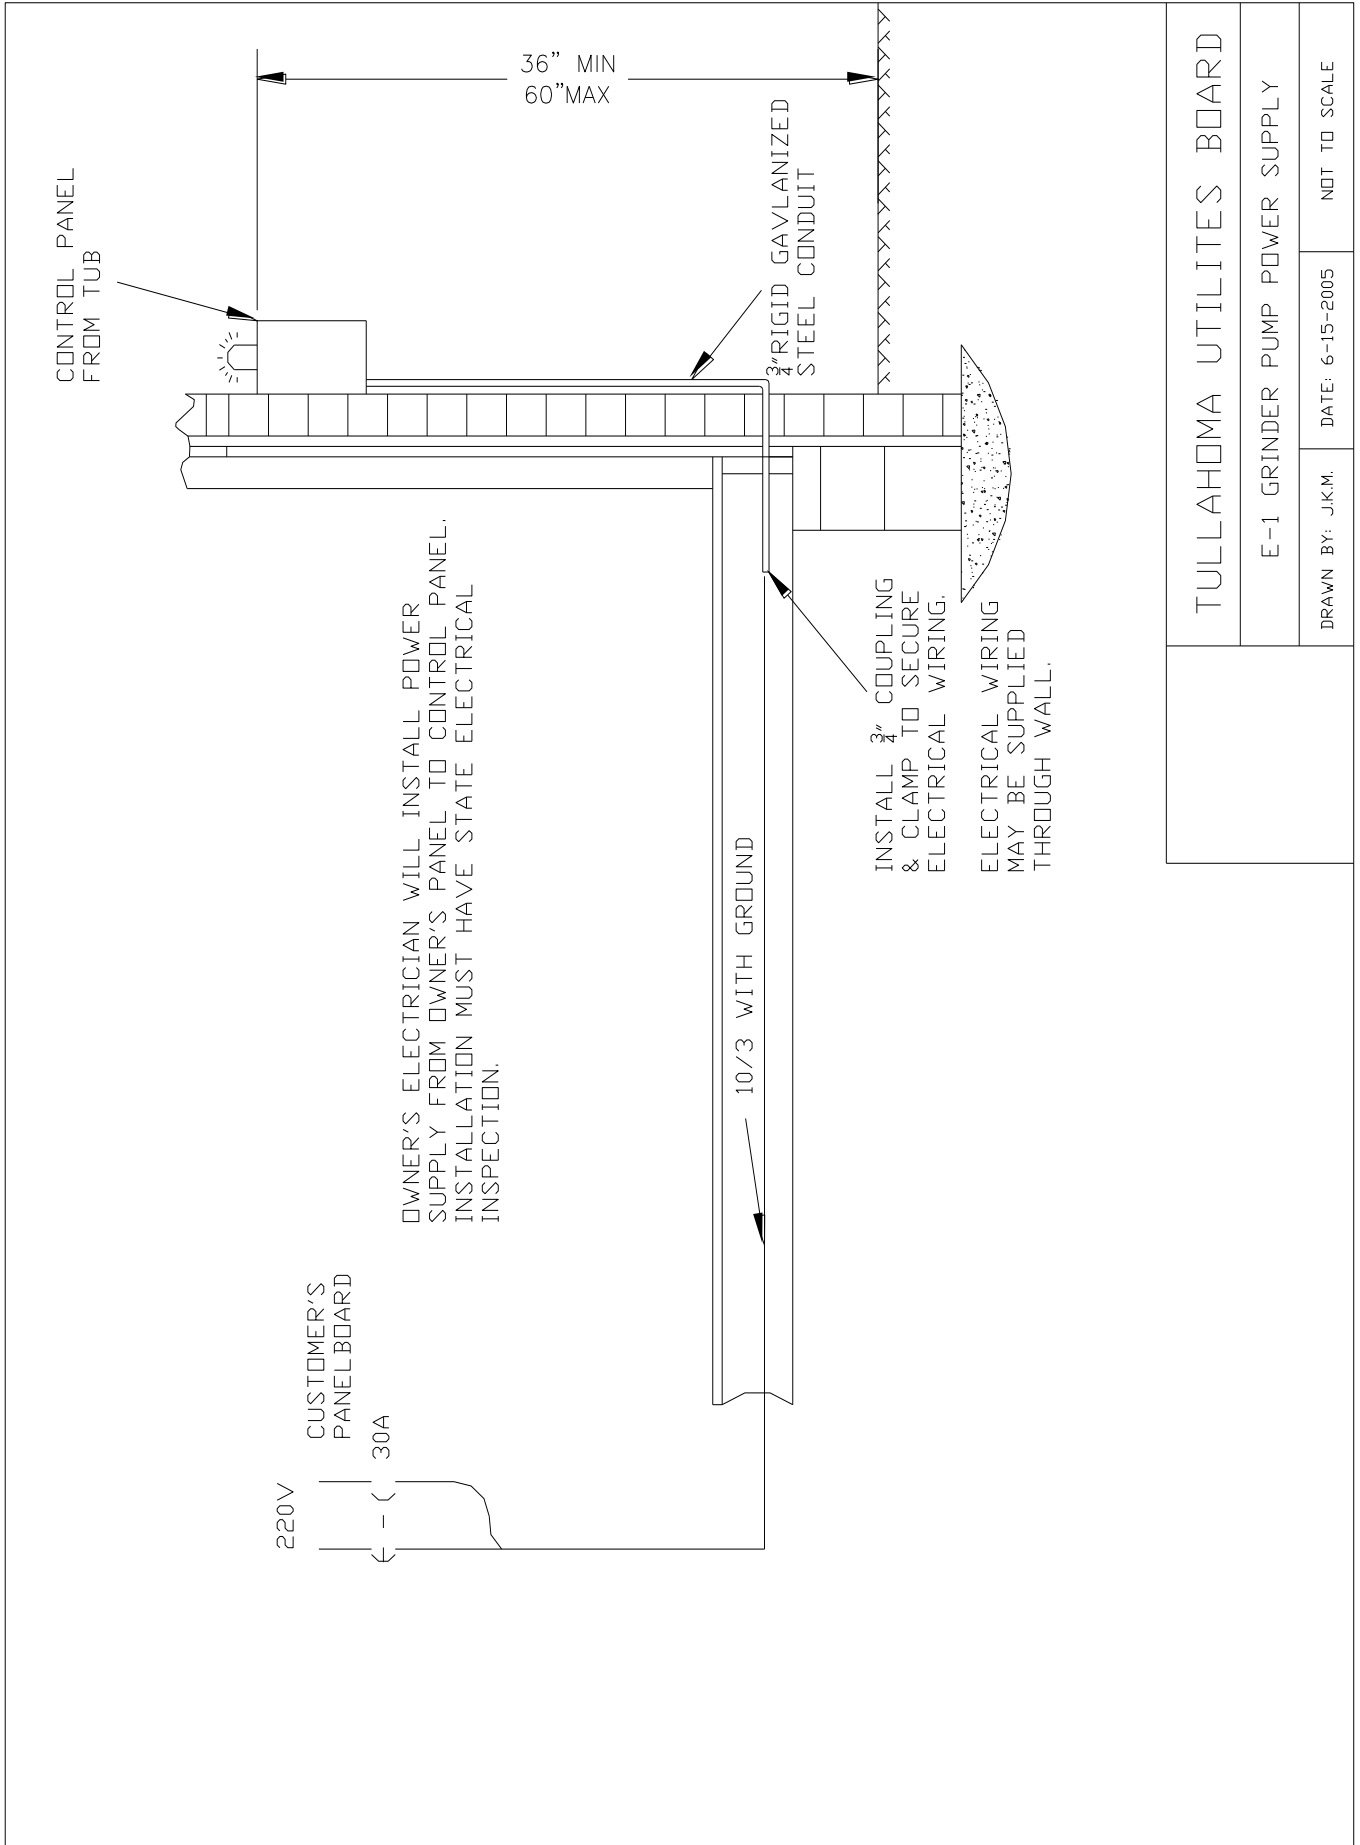 220V
CUSTOMER'S
PANELBOARD
30A
OWNER'S ELECTRICIAN WILL INSTALL POWER
SUPPLY FROM OWNER'S PANEL TO CONTROL PANEL.
INSTALLATION MUST HAVE STATE ELECTRICAL
INSPECTION.
CONTROL PANEL
FROM TUB
36" MIN
60"MAX
3/4"RIGID GAVLANIZED
STEEL CONDUIT
10/3 WITH GROUND
INSTALL 3/4" COUPLING
& CLAMP TO SECURE
ELECTRICAL WIRING.
ELECTRICAL WIRING
MAY BE SUPPLIED
THROUGH WALL.
TULLAHOMA UTILITES BOARD
E-1 GRINDER PUMP POWER SUPPLY
DRAWN BY: J.K.M.
DATE: 6-15-2005
NOT TO SCALE